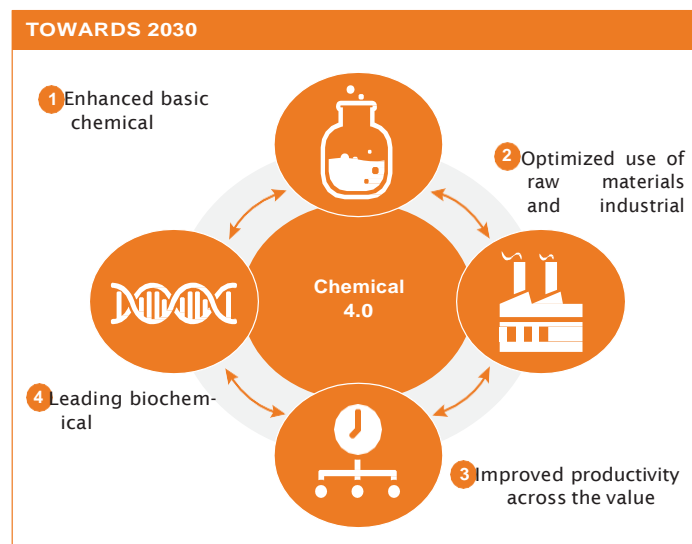 TOWARDS 2030
1 Enhanced basic
chemical
2 Optimized use of
raw materials
and industrial
Chemical
4.0
4 Leading biochem-
ical
3 Improved productivity
across the value